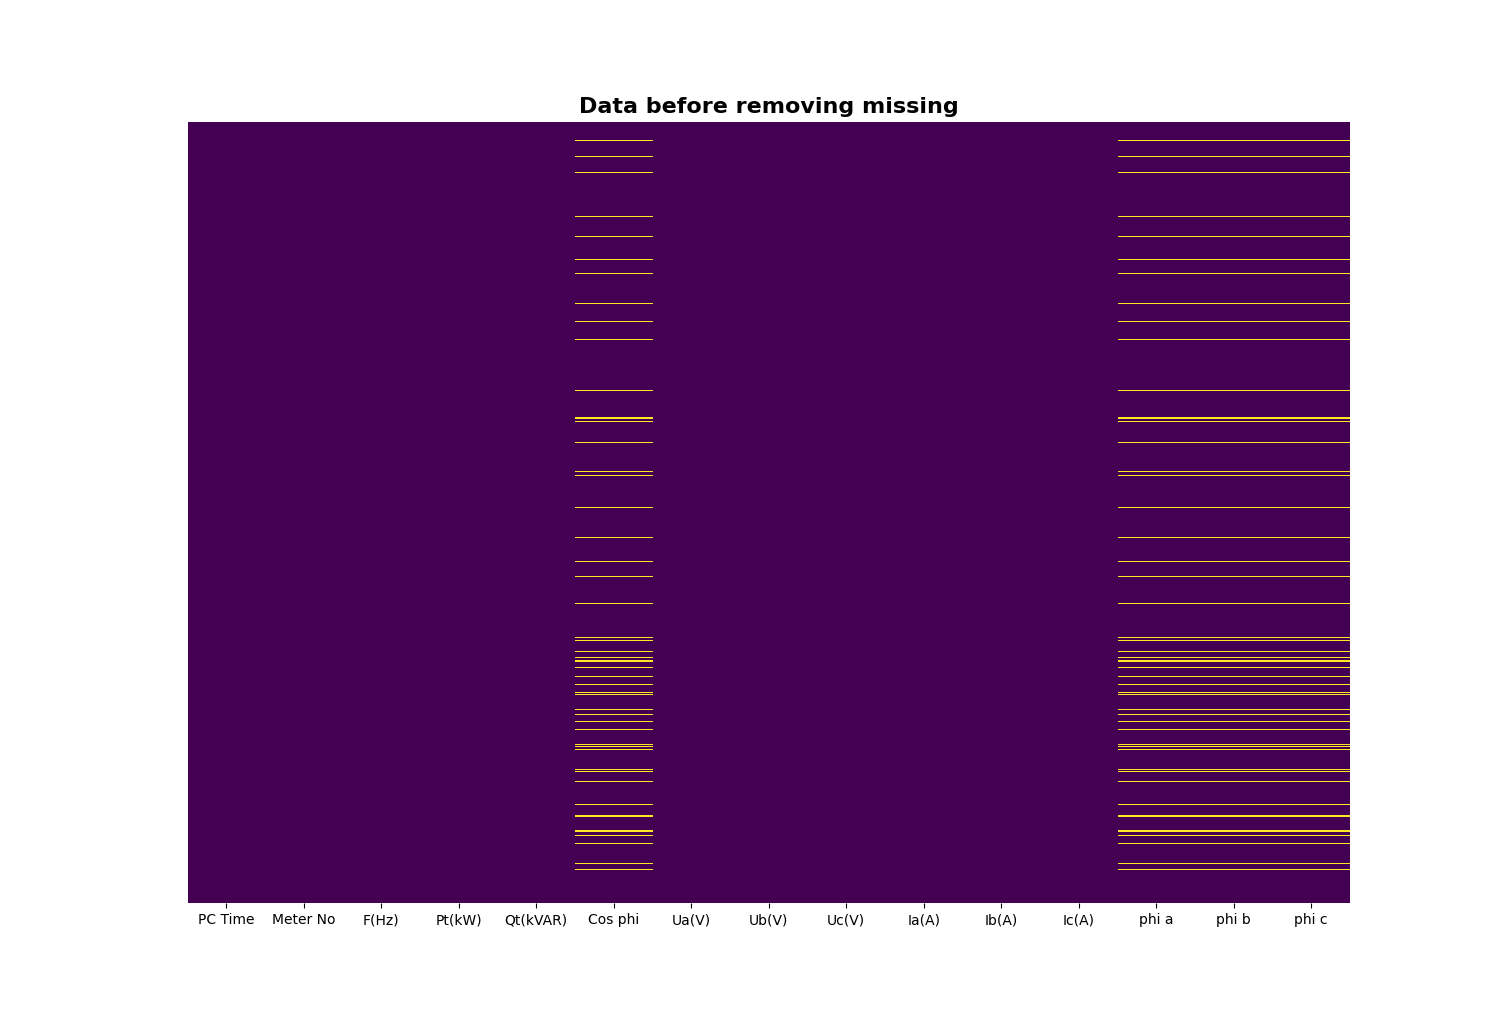 Data before removing missing
PC Time Meter No F(Hz) Pt(kW) Qt(kVAR) Cos phi Ua(V) Ub(V) Uc(V) Ia(A) Ib(A) Ic(A) phi a phi b phi c